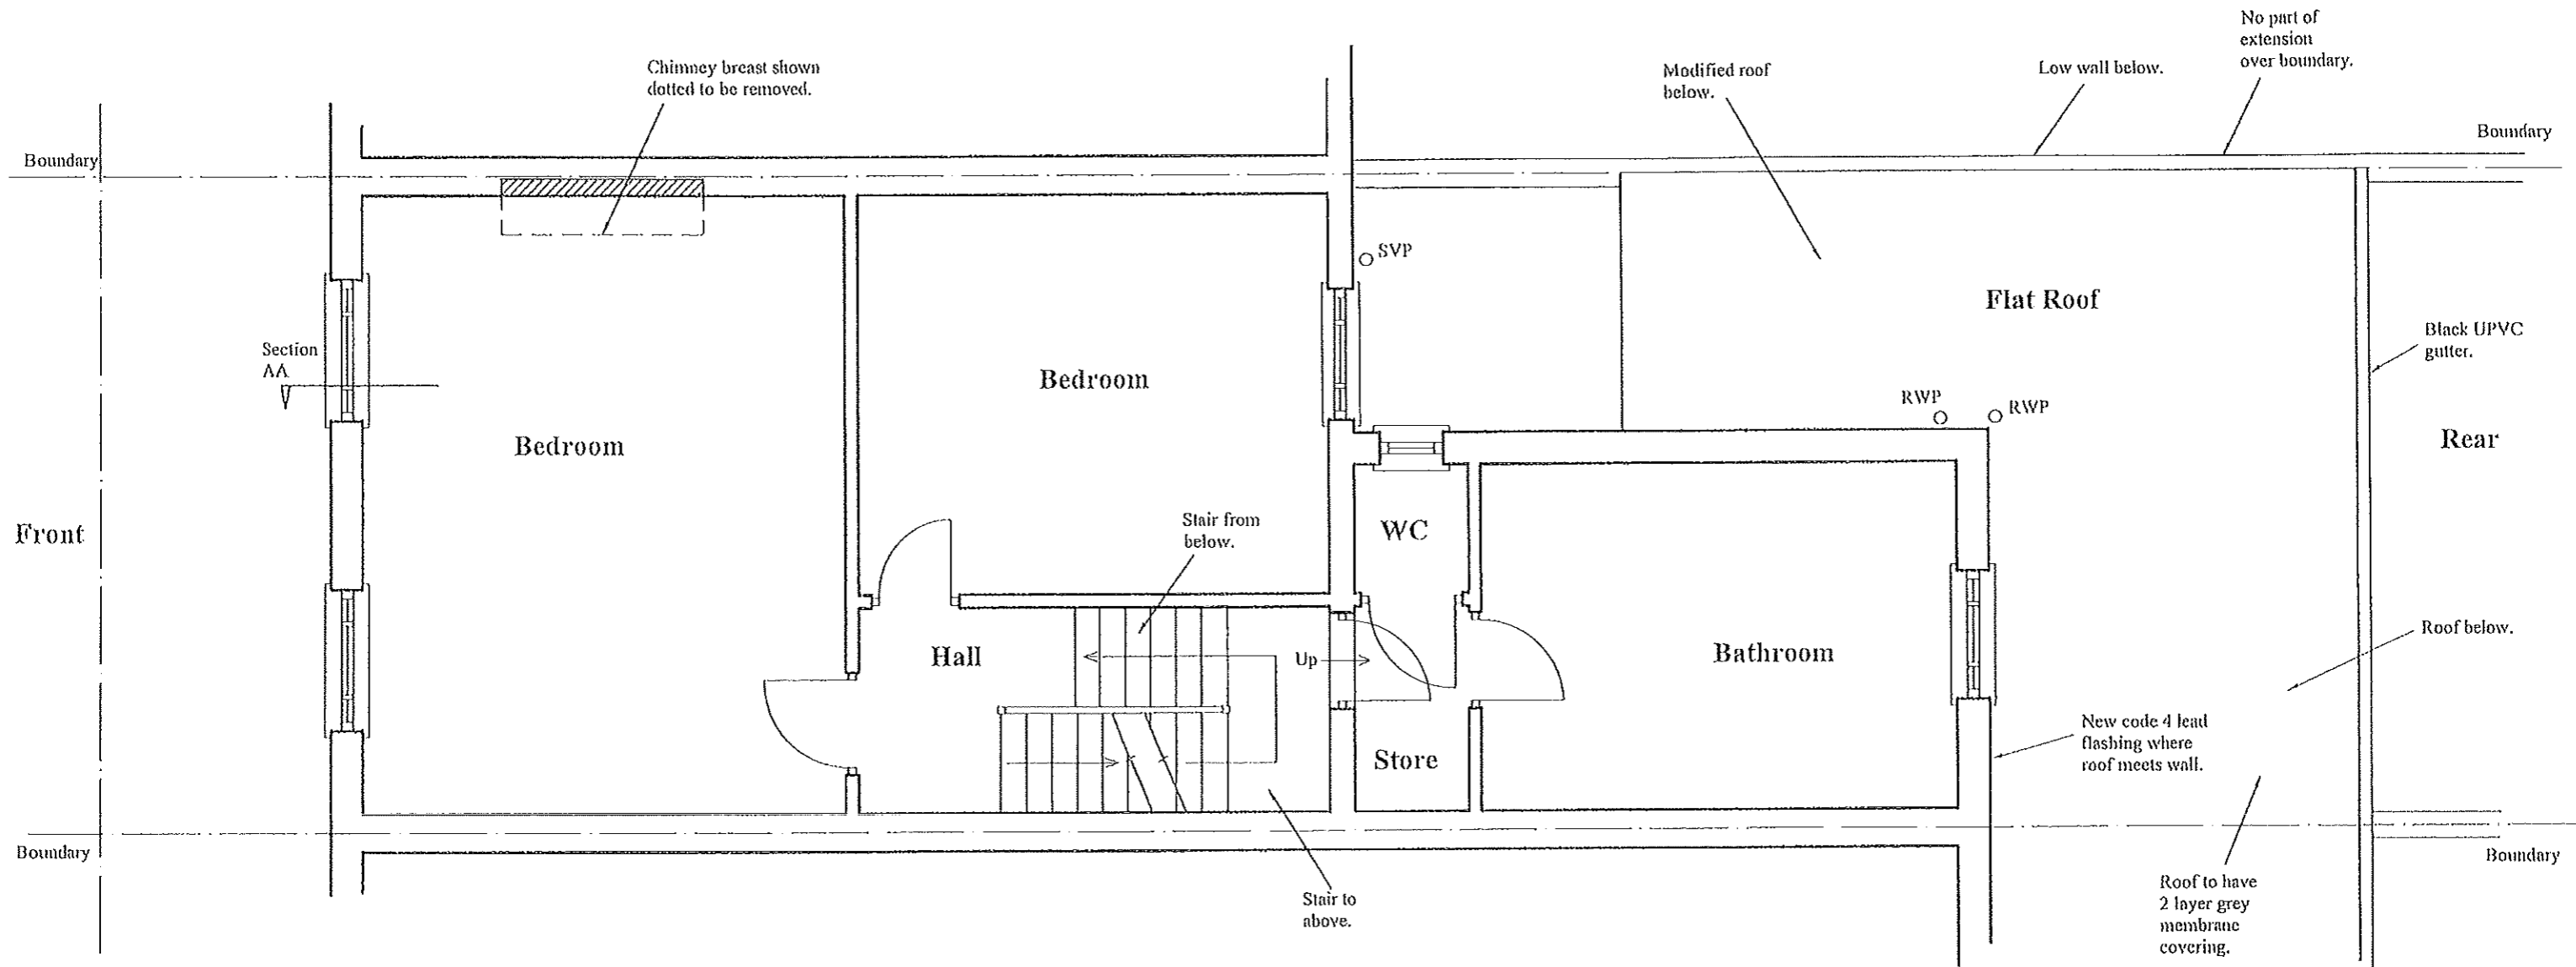 No part of
extension
over boundary.
Chimney breast shown
dotted to be removed.
Modified roof
below.
Low wall below.
Boundary
Boundary
SVP
Flat Roof
Section
AA
Black UPVC
gutter.
Bedroom
RWP
RWP
Bedroom
Rear
Front
Stair from
below.
WC
Hall
Up
Bathroom
Roof below.
New code 4 lead
flashing where
roof meets wall.
Store
Boundary
Boundary
Stair to
above.
Roof to have
2 layer grey
membrane
covering.